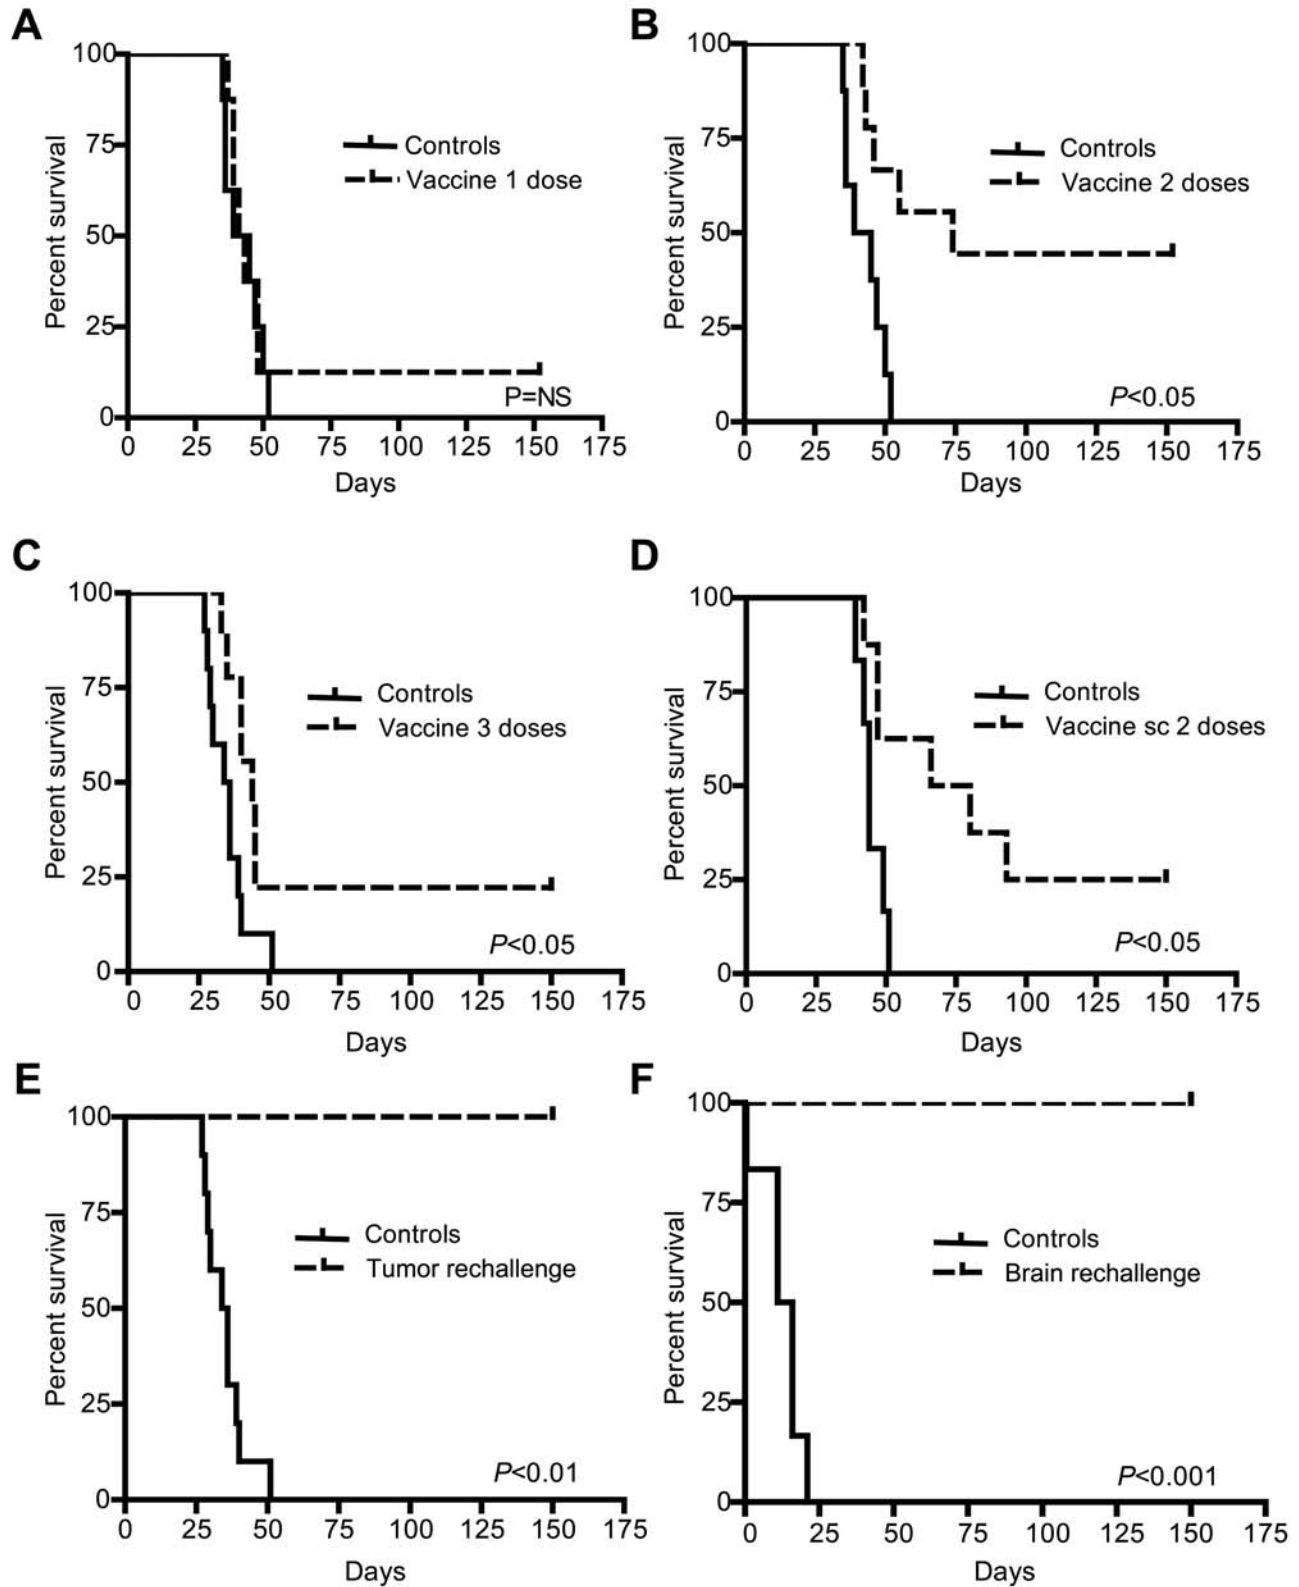 A
Percent survival
100
75
50
25
0
Controls
Vaccine 1 dose
P=NS
0 25 50 75 100 125 150 175
Days
B
Percent survival
100
75
50
25
0
Controls
Vaccine 2 doses
P<0.05
0 25 50 75 100 125 150 175
Days
C
Percent survival
100
75
50
25
0
Controls
Vaccine 3 doses
P<0.05
0 25 50 75 100 125 150 175
Days
D
Percent survival
100
75
50
25
0
Controls
Vaccine sc 2 doses
P<0.05
0 25 50 75 100 125 150 175
Days
E
Percent survival
100
75
50
25
0
Controls
Tumor rechallenge
P<0.01
0 25 50 75 100 125 150 175
Days
F
Percent survival
100
75
50
25
0
Controls
Brain rechallenge
P<0.001
0 25 50 75 100 125 150 175
Days